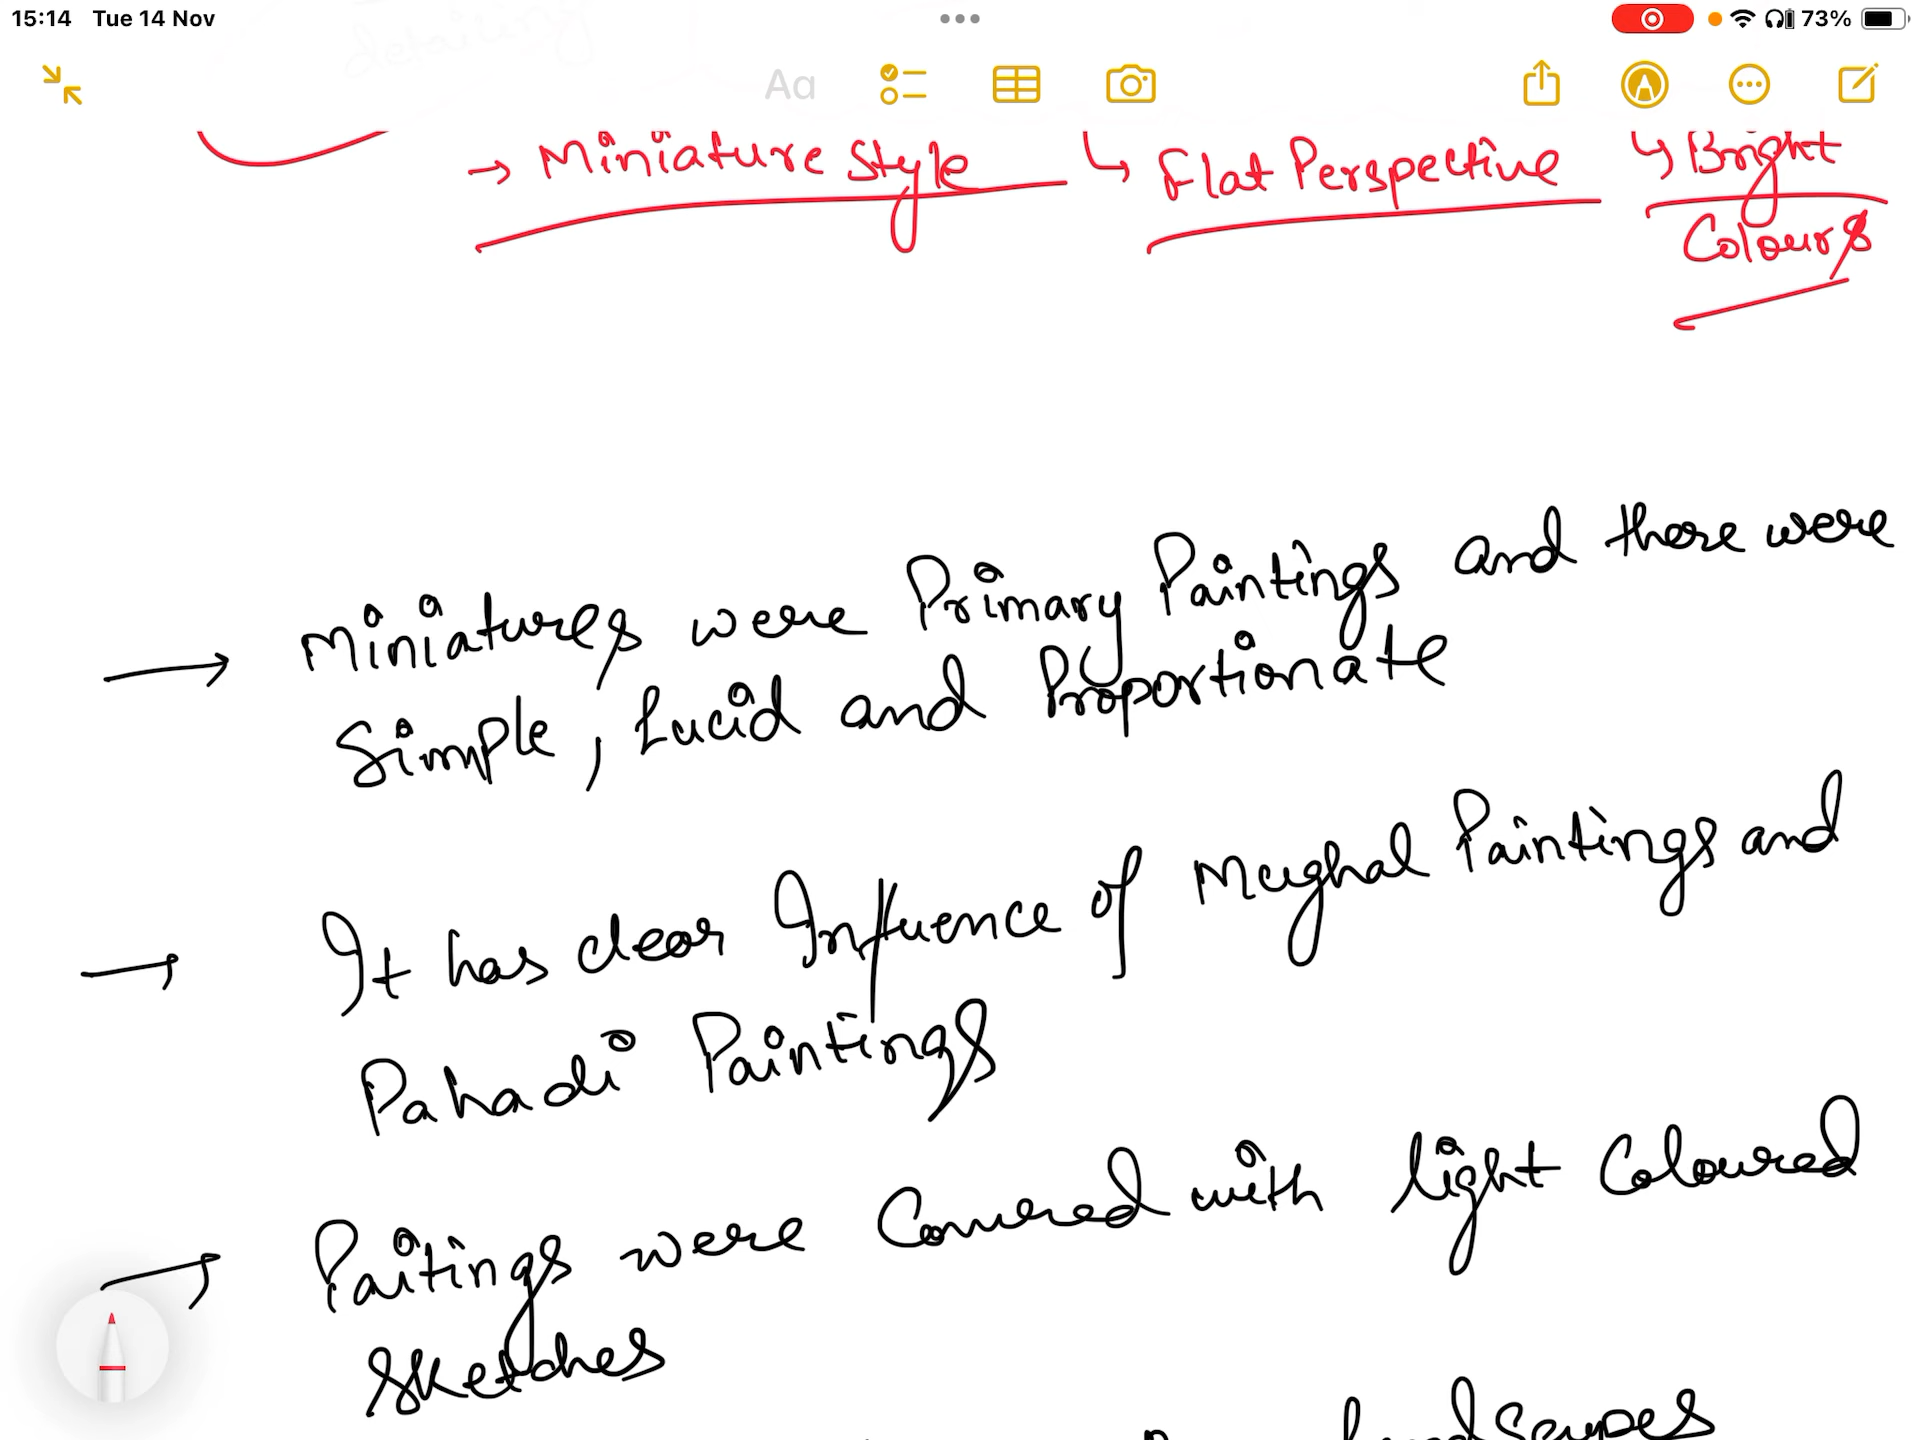 15:14 Tue 14 Nov
73%
detailing
Aa
→ Miniature Style ↳ Flat Perspective ↳ Bright
Colours
→ Miniatures were Primary Paintings and there were
Simple, Lucid and Proportionate
→ It has clear Influence of Mughal Paintings and
Pahadi Paintings
→ Paitings were Covered with light Coloured
Sketches
landscapes